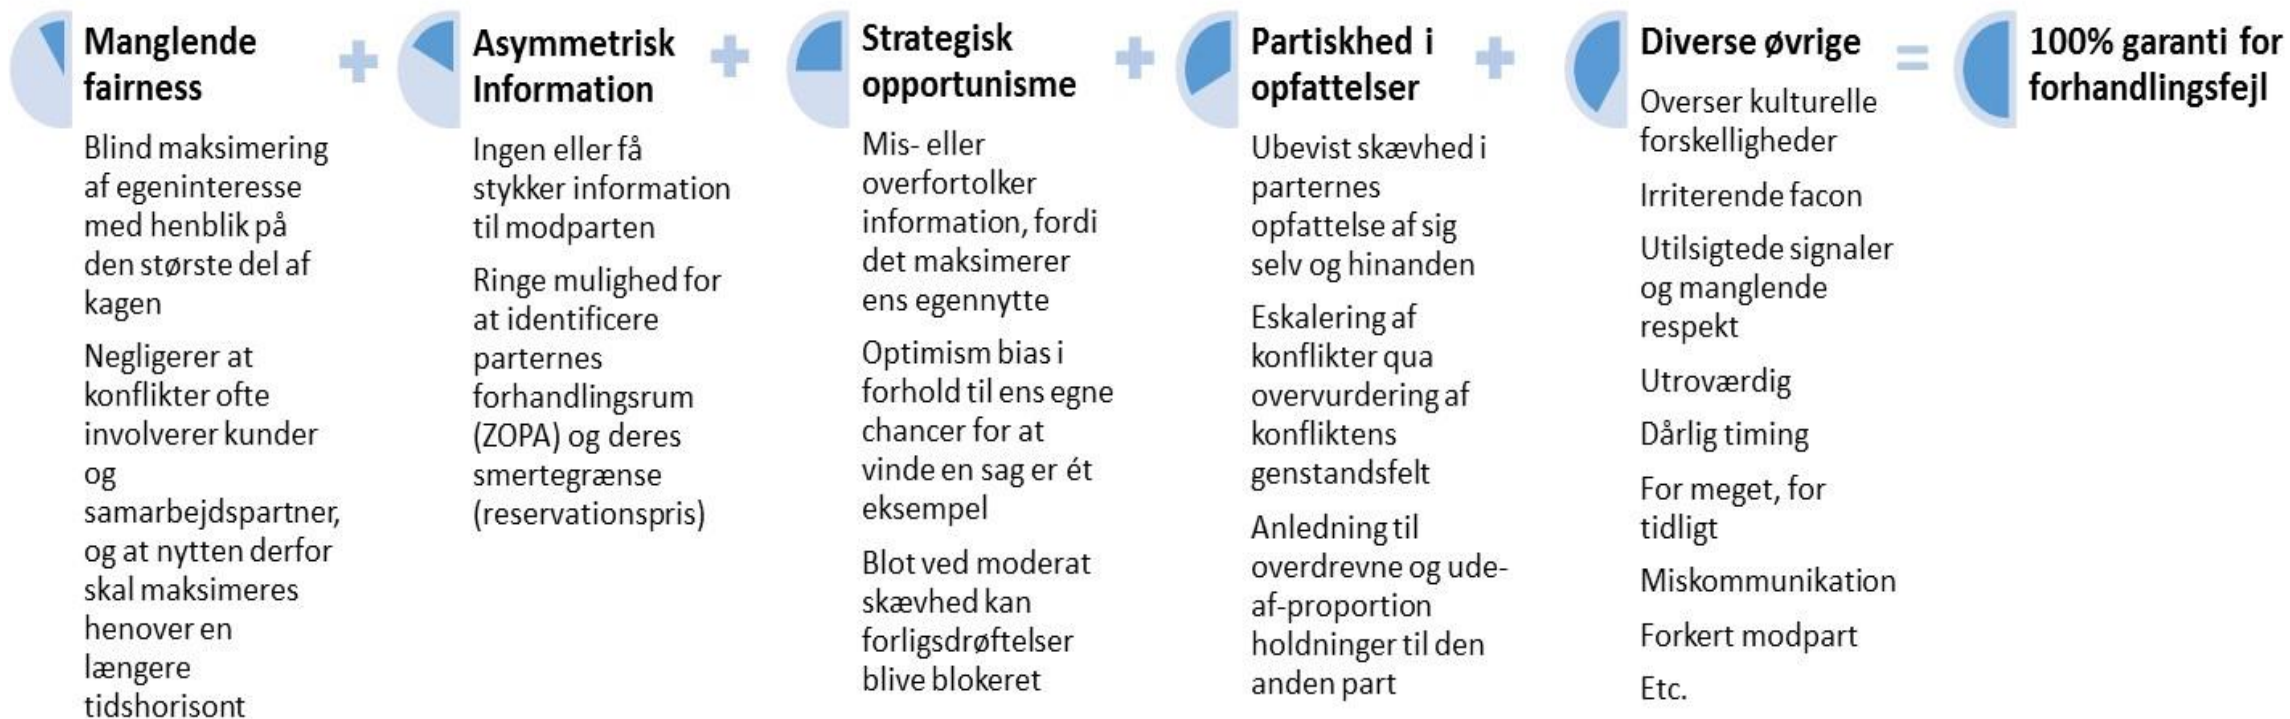 Manglende
fairness
Blind maksimering
af egeninteresse
med henblik på
den største del af
kagen
Negligerer at
konflikter ofte
involverer kunder
og
samarbejdspartner,
og at nytten derfor
skal maksimeres
henover en
længere
tidshorisont
+
Asymmetrisk
Information
Ingen eller få
stykker information
til modparten
Ringe mulighed for
at identificere
parternes
forhandlingsrum
(ZOPA) og deres
smertegrænse
(reservationspris)
+
Strategisk
opportunisme
Mis- eller
overfortolker
information, fordi
det maksimerer
ens egennytte
Optimism bias i
forhold til ens egne
chancer for at
vinde en sag er ét
eksempel
Blot ved moderat
skævhed kan
forligsdrøftelser
blive blokeret
+
Partiskhed i
opfattelser
Ubevist skævhed i
parternes
opfattelse af sig
selv og hinanden
Eskalering af
konflikter qua
overvurdering af
konfliktens
genstandsfelt
Anledning til
overdrevne og ude-
af-proportion
holdninger til den
anden part
+
Diverse øvrige
Overser kulturelle
forskelligheder
Irriterende facon
Utilsigtede signaler
og manglende
respekt
Utroværdig
Dårlig timing
For meget, for
tidligt
Miskommunikation
Forkert modpart
Etc.
=
100% garanti for
forhandlingsfejl